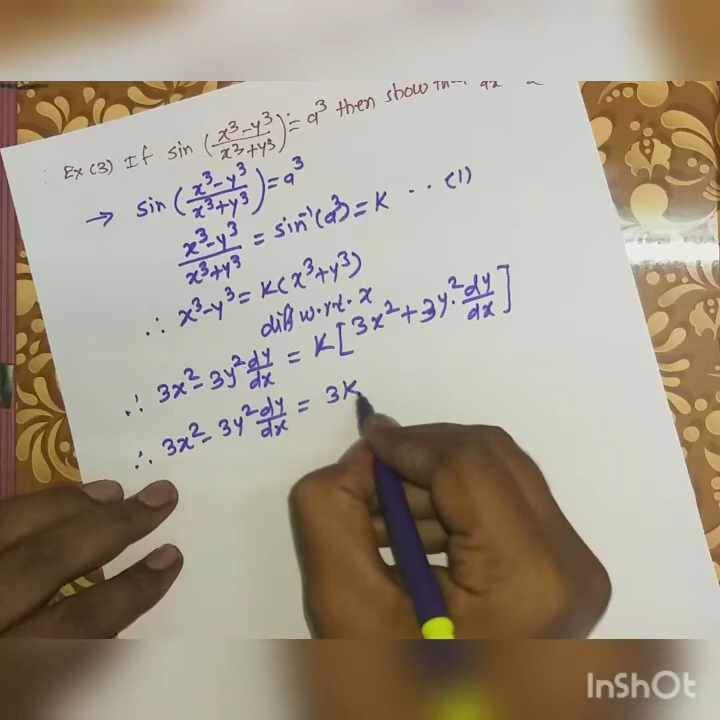 Ex (3) If sin (x³-y³/x³+y³) = a³ then show that
→ sin (x³-y³/x³+y³) = a³
x³-y³/x³+y³ = sin⁻¹(a³) = K ... (1)
∴ x³-y³ = K(x³+y³)
diff w.r.t. x
∴ 3x² - 3y² dy/dx = K[3x² + 3y². dy/dx]
∴ 3x² - 3y² dy/dx = 3K
InShOt